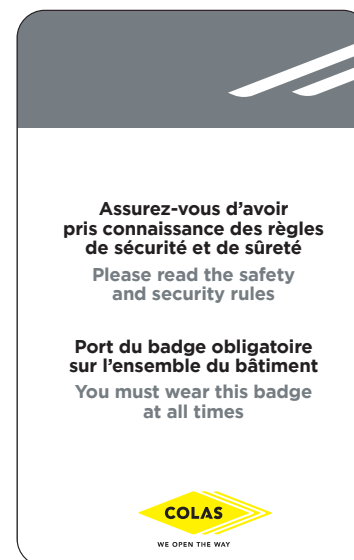 Assurez-vous d'avoir
pris connaissance des règles
de sécurité et de sûreté
Please read the safety
and security rules
Port du badge obligatoire
sur l'ensemble du bâtiment
You must wear this badge
at all times
COLAS
WE OPEN THE WAY